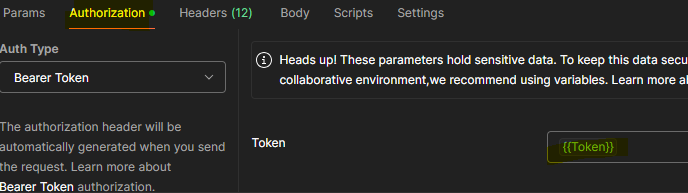 Params Authorization Headers (12) Body Scripts Settings
Auth Type
Bearer Token
Heads up! These parameters hold sensitive data. To keep this data secu
collaborative environment,we recommend using variables. Learn more a
The authorization header will be
automatically generated when you send
the request. Learn more about
Bearer Token authorization.
Token
{{Token}}